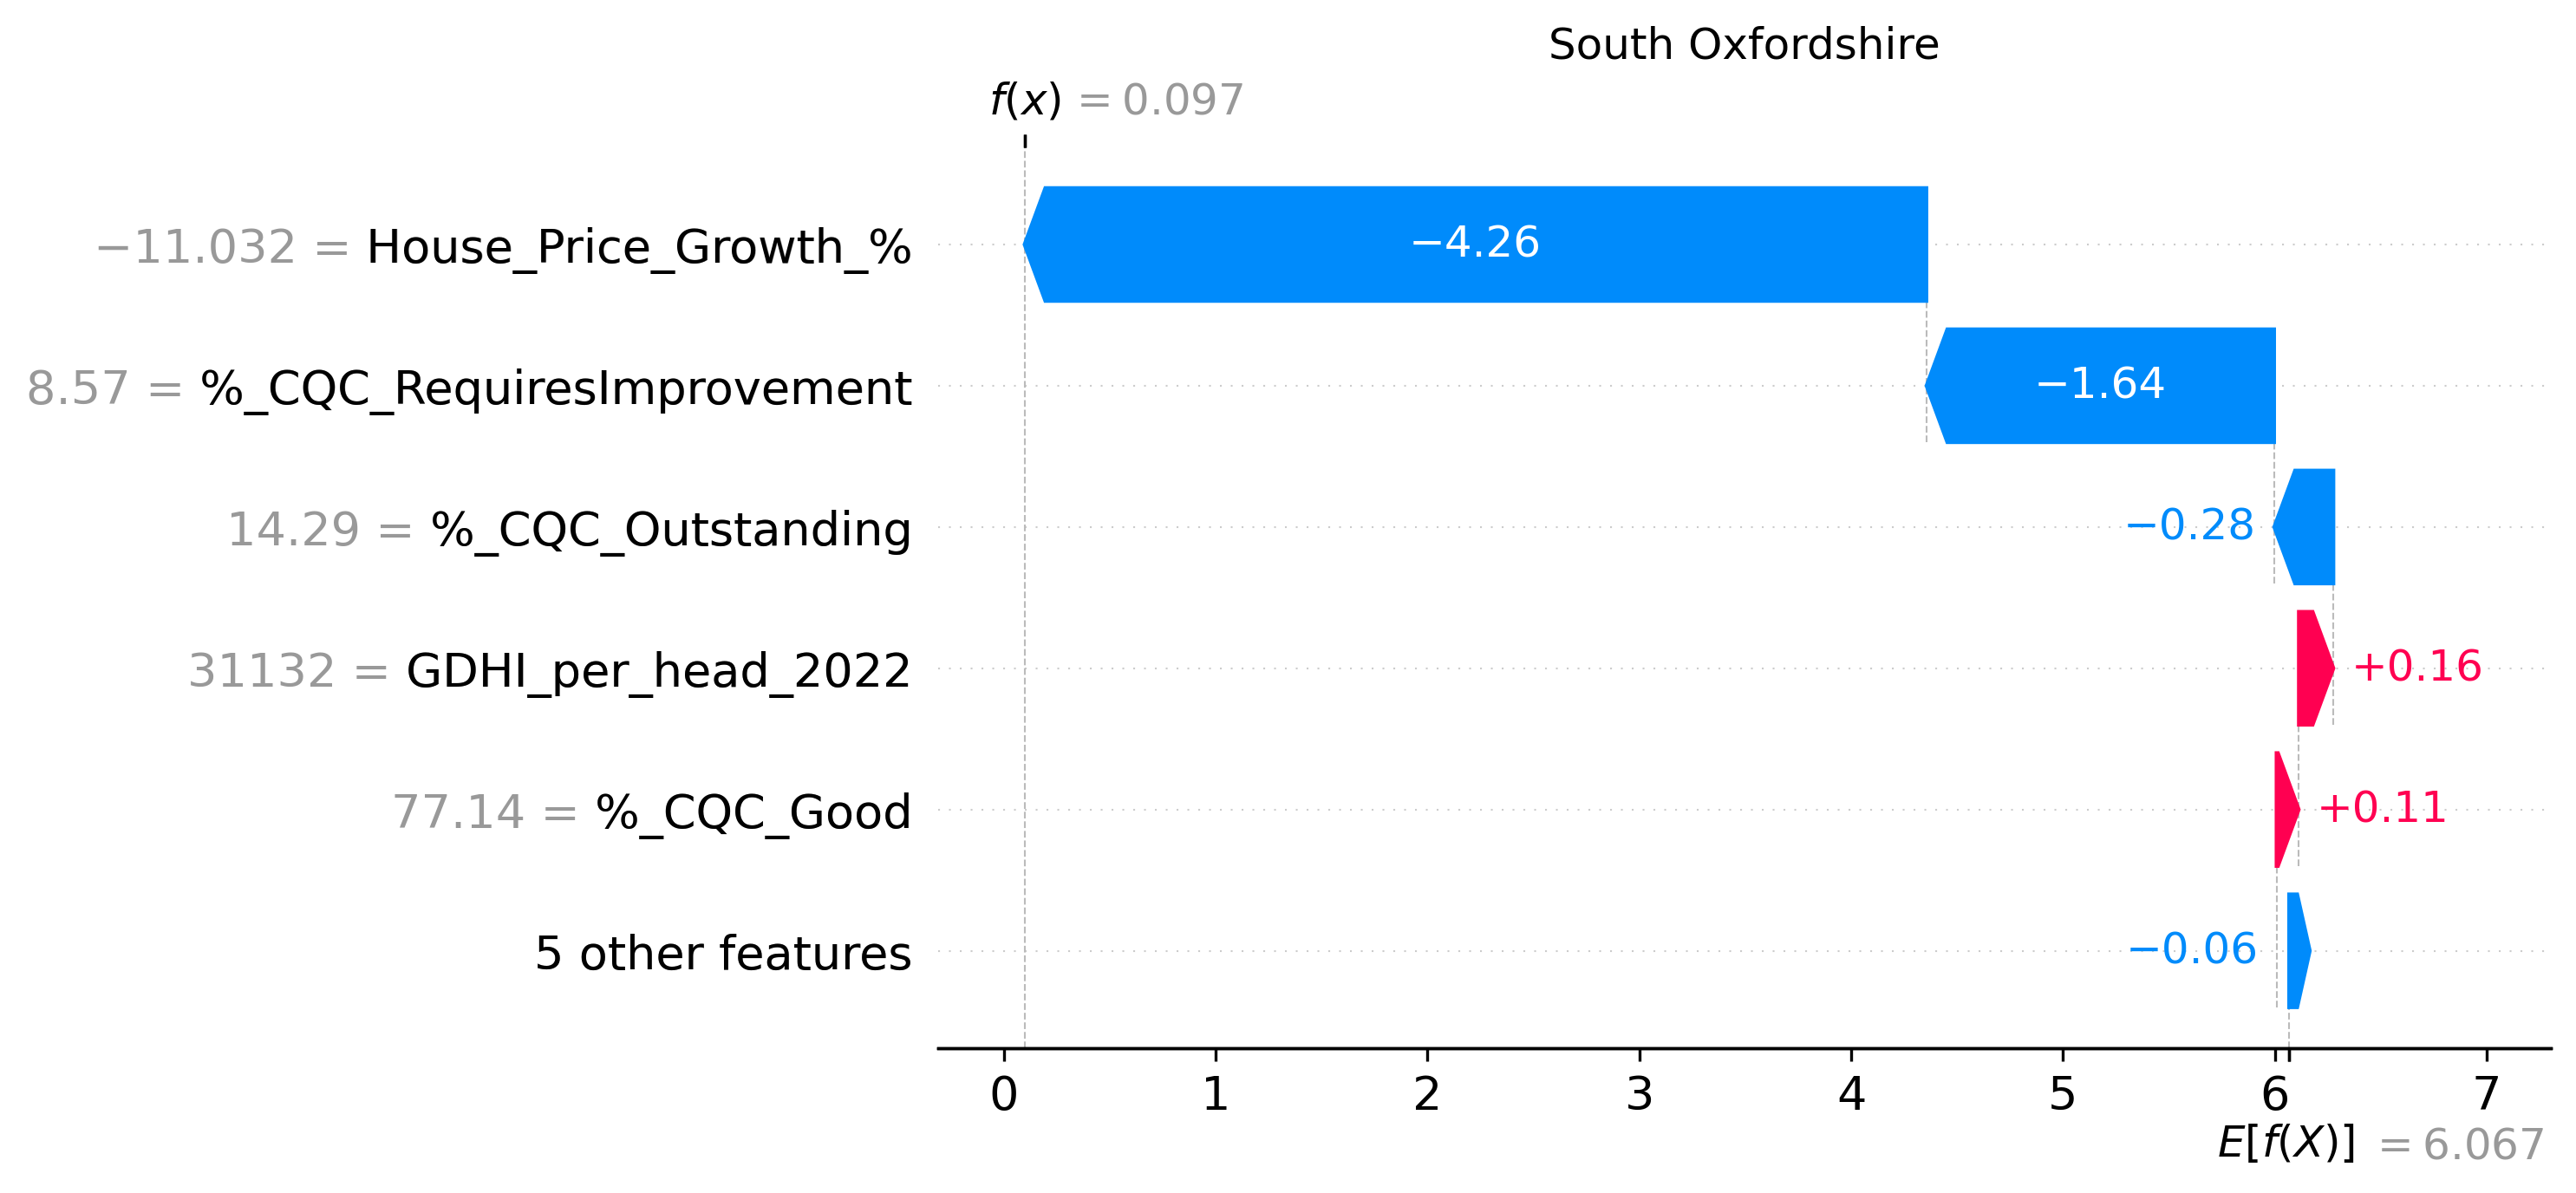 South Oxfordshire
f(x) = 0.097
−11.032 = House_Price_Growth_%
−4.26
8.57 = %_CQC_RequiresImprovement
−1.64
14.29 = %_CQC_Outstanding
−0.28
31132 = GDHI_per_head_2022
+0.16
77.14 = %_CQC_Good
+0.11
5 other features
−0.06
0 1 2 3 4 5 6 7
E[f(X)] = 6.067